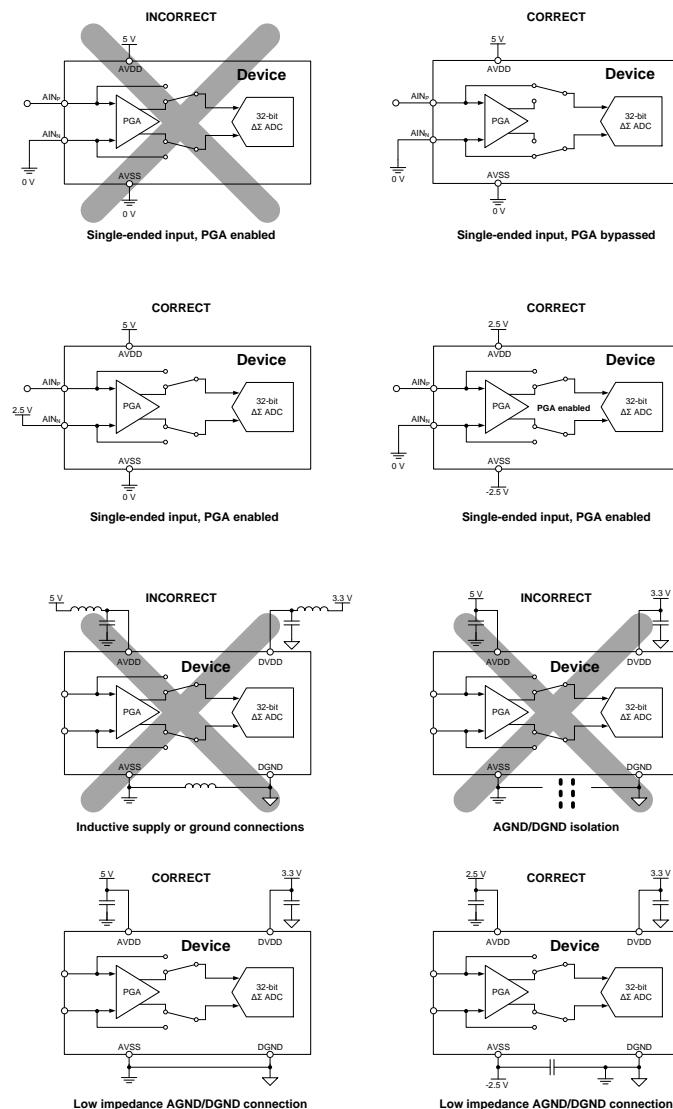 INCORRECT
5 V
AVDD
Device
AINP
PGA
32-bit
ΔΣ ADC
AINN
AVSS
0 V
0 V
Single-ended input, PGA enabled
CORRECT
5 V
AVDD
Device
AINP
PGA
32-bit
ΔΣ ADC
AINN
AVSS
0 V
0 V
Single-ended input, PGA bypassed
CORRECT
5 V
AVDD
Device
AINP
PGA
32-bit
ΔΣ ADC
2.5 V
AINN
AVSS
0 V
Single-ended input, PGA enabled
CORRECT
2.5 V
AVDD
Device
AINP
PGA
PGA enabled
32-bit
ΔΣ ADC
AINN
AVSS
0 V
-2.5 V
Single-ended input, PGA enabled
INCORRECT
5 V
3.3 V
AVDD
DVDD
Device
PGA
32-bit
ΔΣ ADC
AVSS
DGND
Inductive supply or ground connections
INCORRECT
5 V
3.3 V
AVDD
DVDD
Device
PGA
32-bit
ΔΣ ADC
AVSS
DGND
AGND/DGND isolation
CORRECT
5 V
3.3 V
AVDD
DVDD
Device
PGA
32-bit
ΔΣ ADC
AVSS
DGND
Low impedance AGND/DGND connection
CORRECT
2.5 V
3.3 V
AVDD
DVDD
Device
PGA
32-bit
ΔΣ ADC
AVSS
DGND
-2.5 V
Low impedance AGND/DGND connection